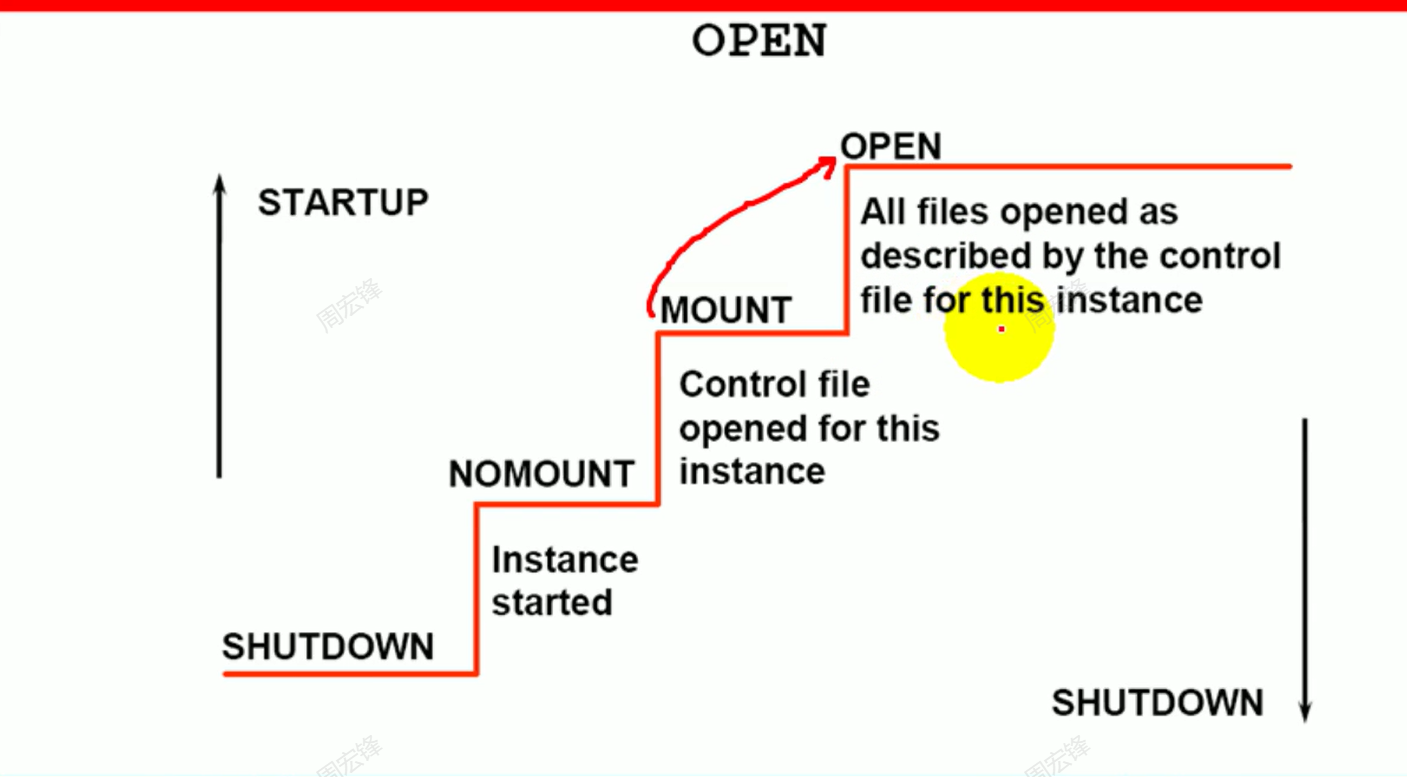 OPEN
OPEN
STARTUP
All files opened as
described by the control
file for this instance
周宏锋
周宏锋
MOUNT
Control file
opened for this
instance
NOMOUNT
Instance
started
SHUTDOWN
SHUTDOWN
周宏锋
周宏锋